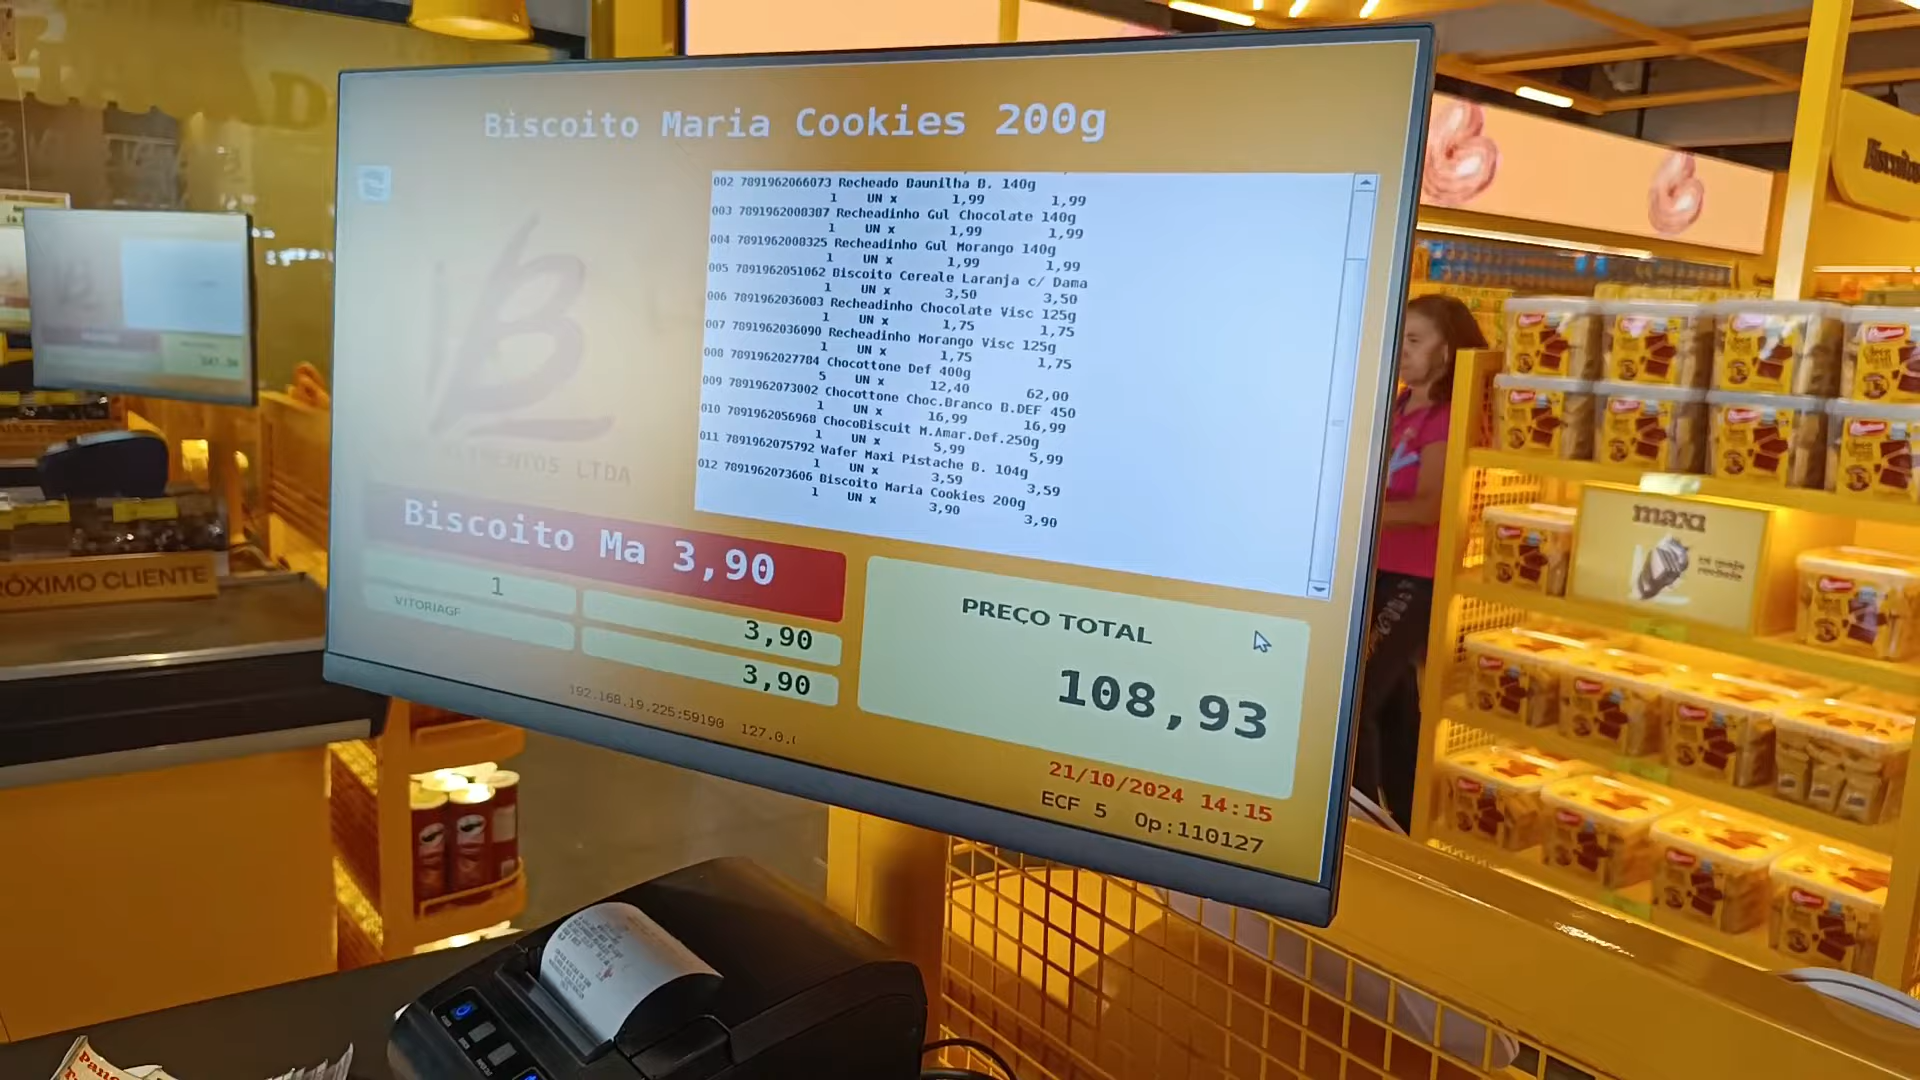 Biscoito Maria Cookies 200g
002 7891962066073 Recheado Baunilha B. 140g
1 UN x 1,99 1,99
003 7891962008387 Recheadinho Gul Chocolate 140g
1 UN x 1,99 1,99
004 7891962008325 Recheadinho Gul Morango 140g
1 UN x 1,99 1,99
005 7891962051062 Biscoito Cereale Laranja c/ Dama
1 UN x 3,50 3,50
006 7891962036083 Recheadinho Chocolate Visc 125g
1 UN x 1,75 1,75
007 7891962036090 Recheadinho Morango Visc 125g
1 UN x 1,75 1,75
008 7891962027784 Chocottone Def 400g
5 UN x 12,40 62,00
009 7891962073002 Chocottone Choc.Branco B.DEF 450
1 UN x 16,99 16,99
010 7891962056968 ChocoBiscuit M.Amar.Def.250g
1 UN x 5,99 5,99
011 7891962075792 Wafer Maxi Pistache B. 104g
1 UN x 3,59 3,59
012 7891962073606 Biscoito Maria Cookies 200g
1 UN x 3,90 3,90
LTDA
Biscoito Ma 3,90
1
3,90
VITORIAGF
3,90
PREÇO TOTAL
108,93
192.168.19.225:59190 127.0.
21/10/2024 14:15
ECF 5 Op:110127
RÓXIMO CLIENTE
maxi